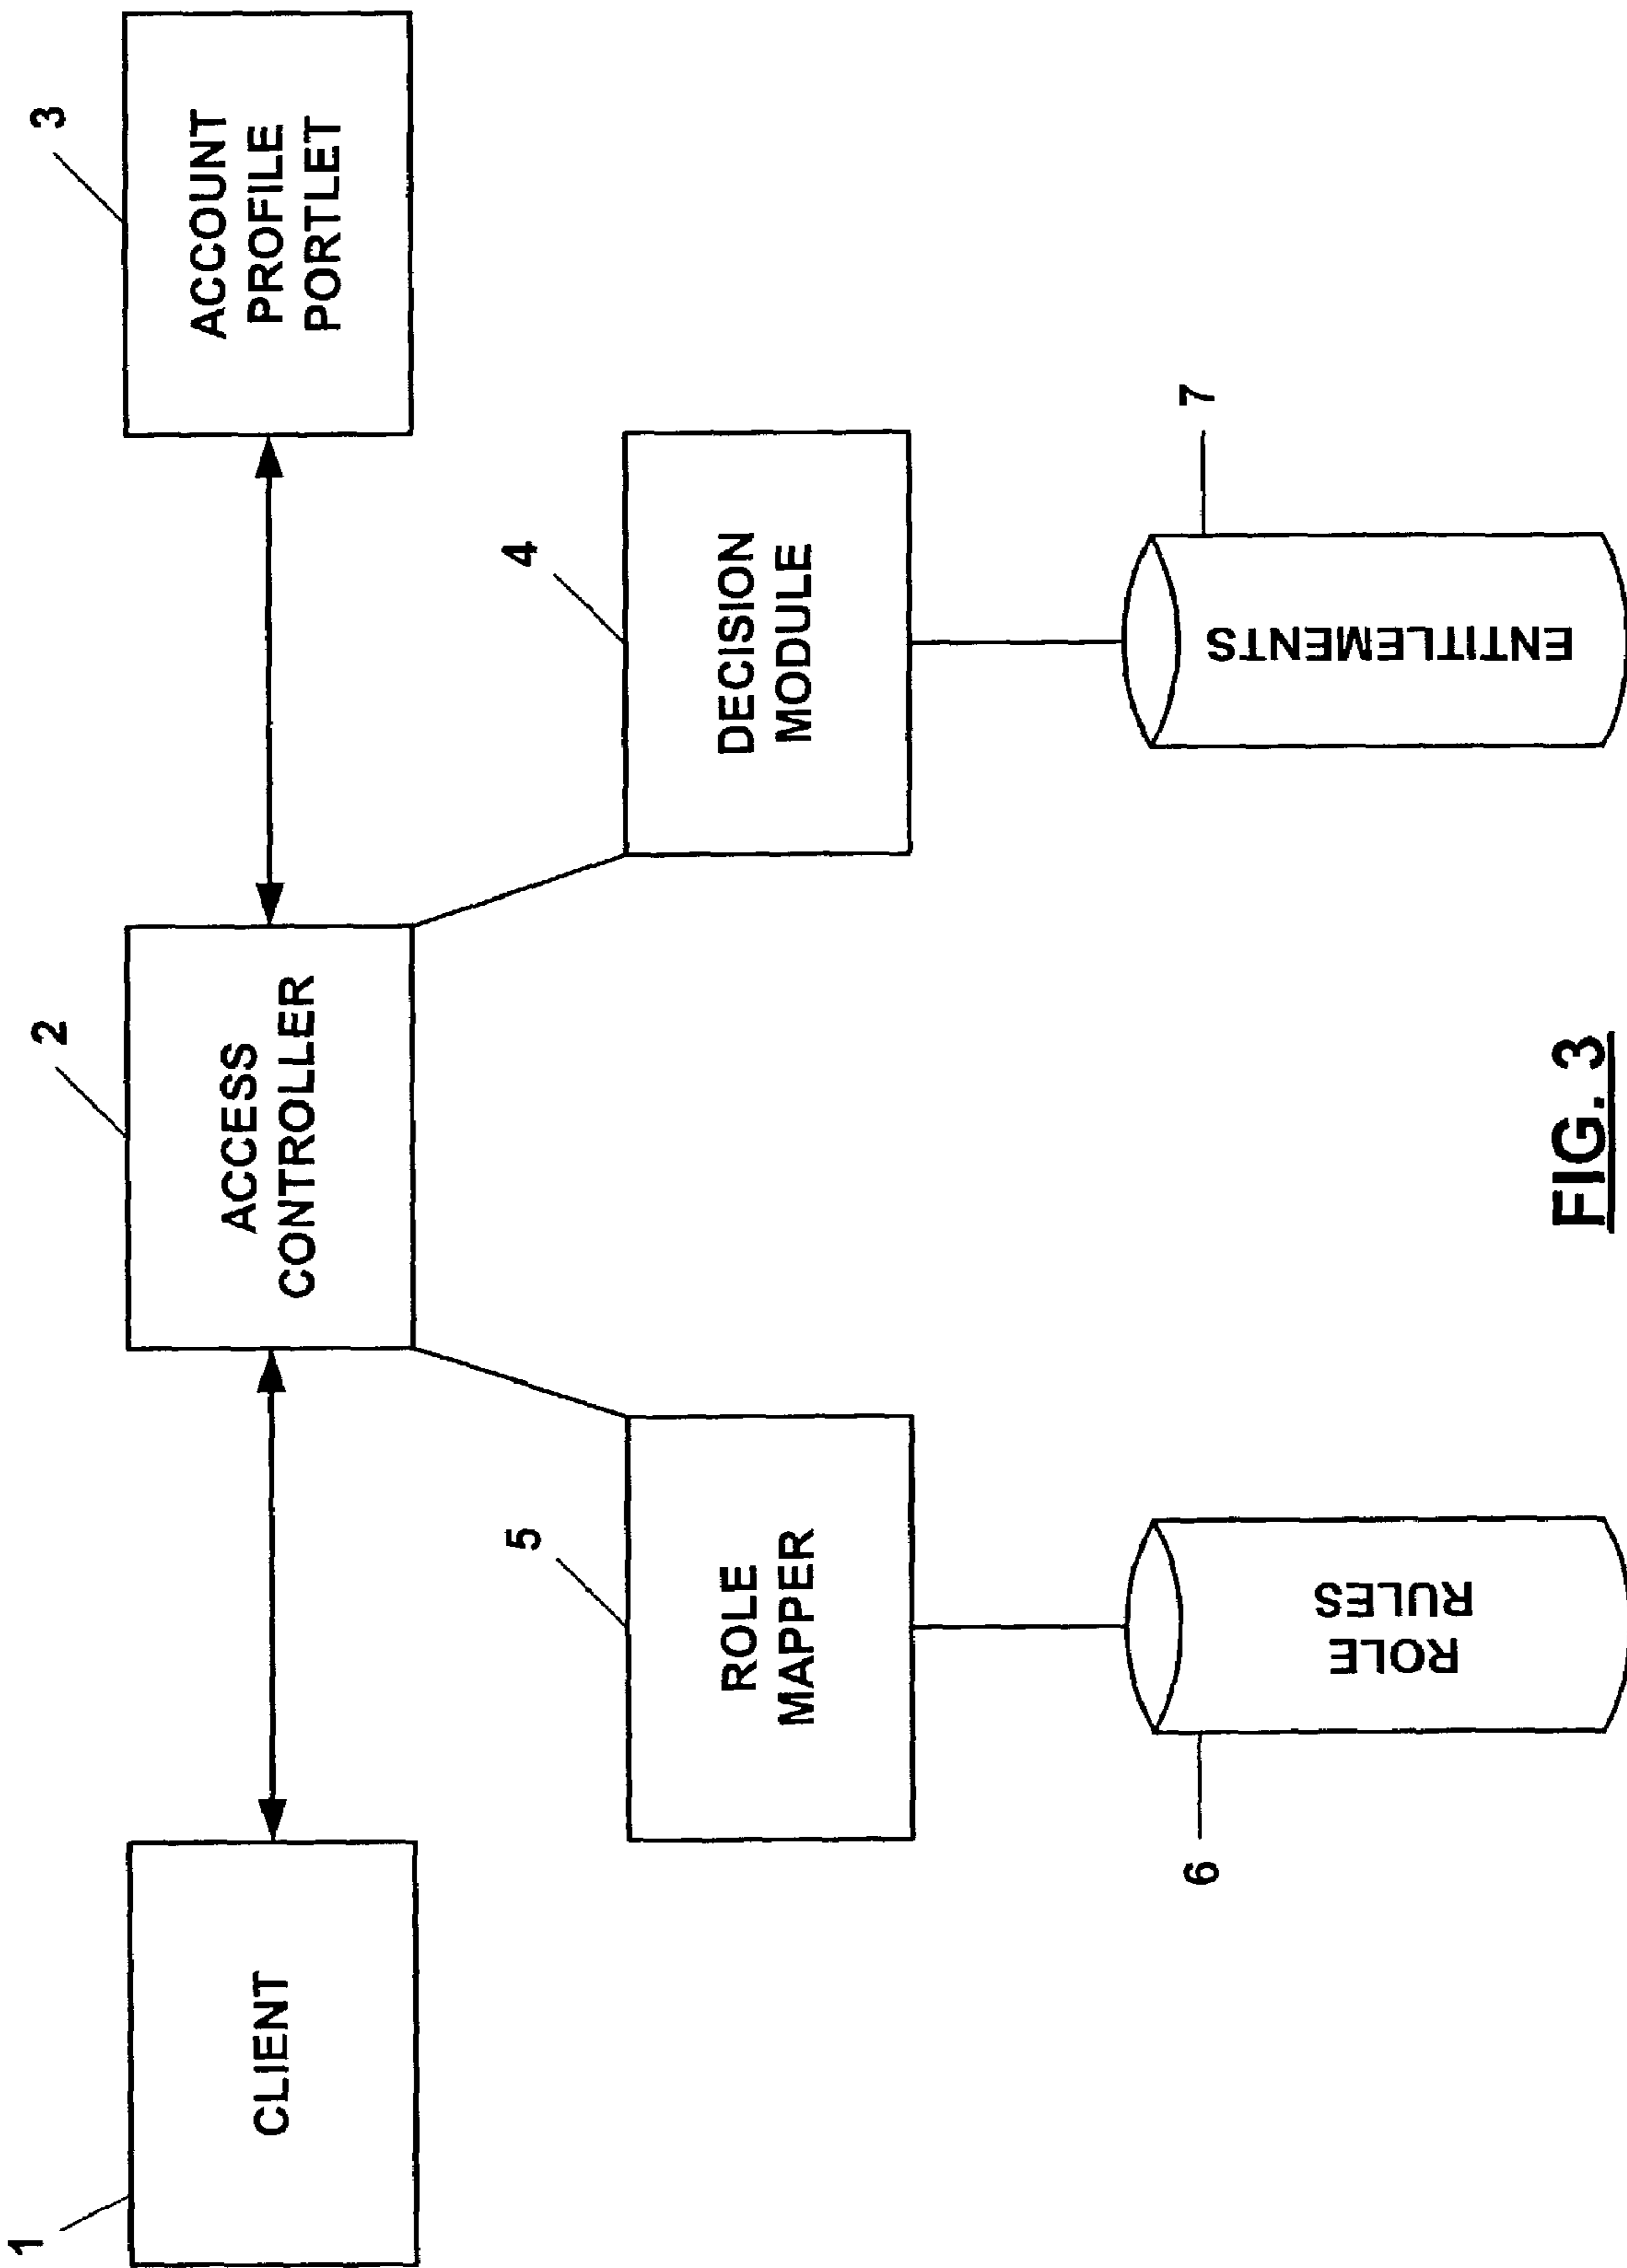 1
CLIENT
2
ACCESS
CONTROLLER
3
ACCOUNT
PROFILE
PORTLET
5
ROLE
MAPPER
4
DECISION
MODULE
6
ROLE
RULES
7
ENTITLEMENTS
FIG. 3